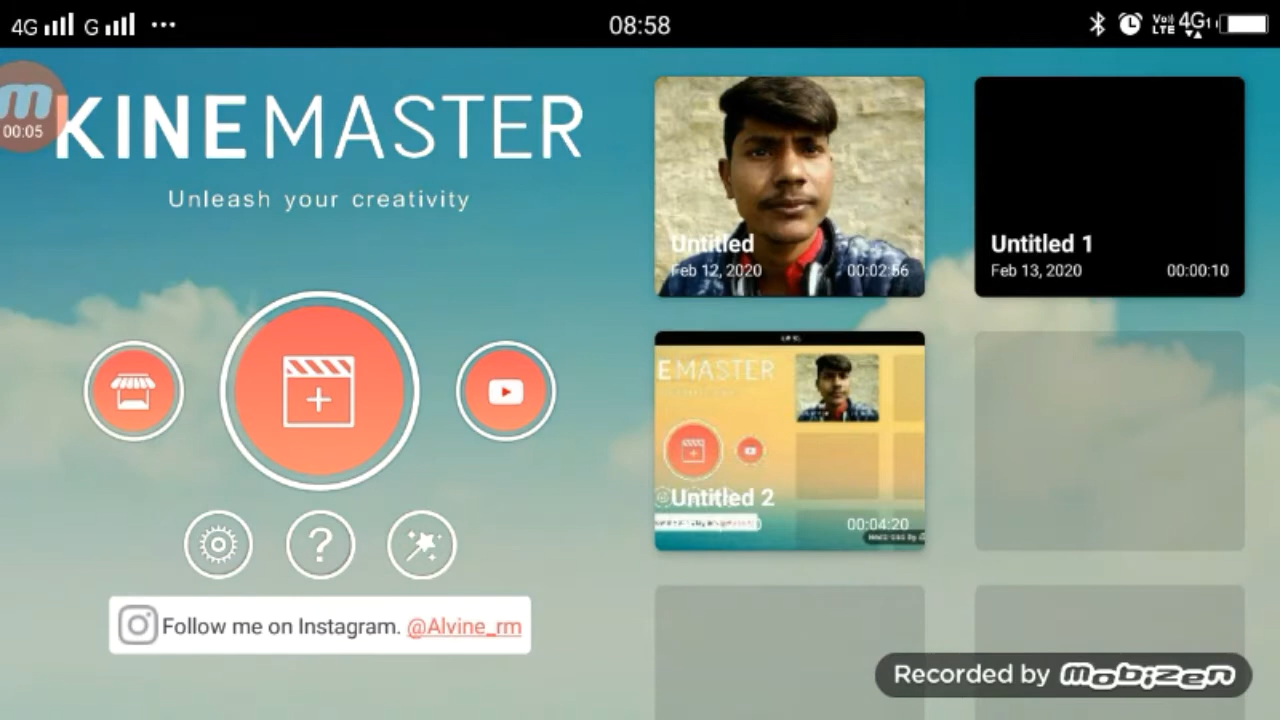 4G G 08:58 VoLTE 4G
00:05
KINEMASTER
Unleash your creativity
Untitled
Feb 12, 2020 00:02:56
Untitled 1
Feb 13, 2020 00:00:10
EMASTER
Untitled 2
00:04:20
?
Follow me on Instagram. @Alvine_rm
Recorded by mobizen